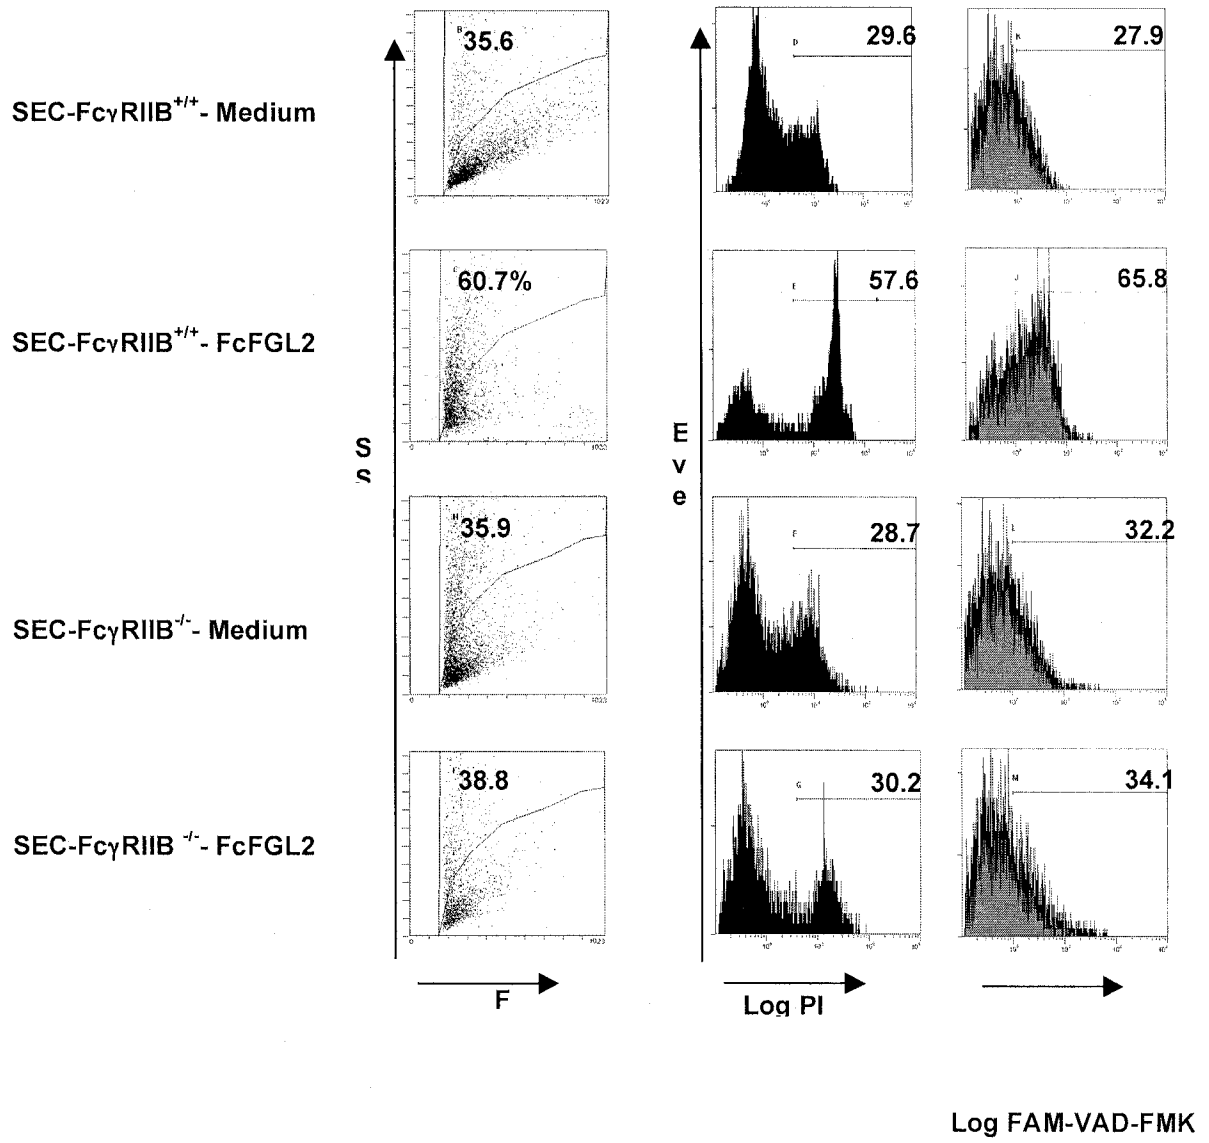 35.6
29.6
27.9
SEC-FcγRIIB+/+- Medium
60.7%
57.6
65.8
SEC-FcγRIIB+/+- FcFGL2
S
S
E
v
e
35.9
28.7
32.2
SEC-FcγRIIB-/-- Medium
38.8
30.2
34.1
SEC-FcγRIIB -/-- FcFGL2
F
Log PI
Log FAM-VAD-FMK